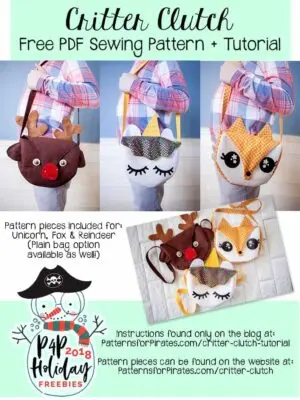 Critter Clutch
Free PDF Sewing Pattern + Tutorial
Pattern pieces included for:
Unicorn, Fox & Reindeer
(Plain bag option
available as well!)
P4P 2018
Holiday
FREEBIES
Instructions found only on the blog at:
PatternsforPirates.com/critter-clutch-tutorial
Pattern pieces can be found on the website at:
PatternsforPirates.com/critter-clutch